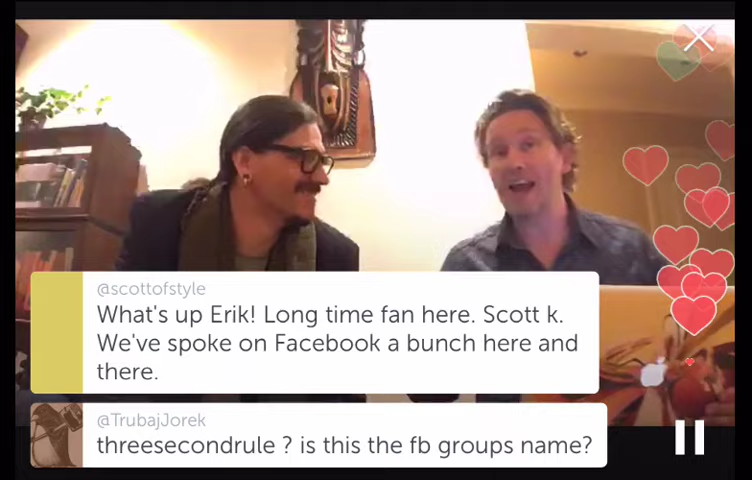 @scottofstyle
What's up Erik! Long time fan here. Scott k.
We've spoke on Facebook a bunch here and
there.
@TrubajJorek
threesecondrule ? is this the fb groups name?